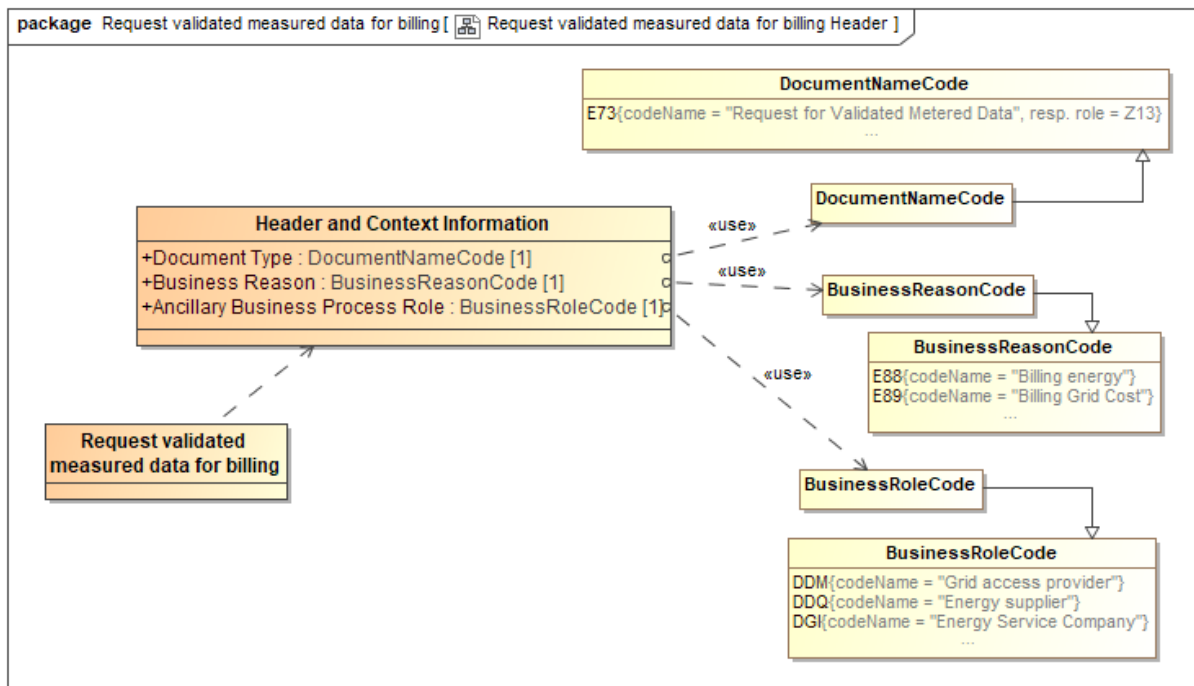 package Request validated measured data for billing [ Request validated measured data for billing Header ]
DocumentNameCode
E73{codeName = "Request for Validated Metered Data", resp. role = Z13}
...
DocumentNameCode
Header and Context Information
«use»
+Document Type : DocumentNameCode [1]
+Business Reason : BusinessReasonCode [1]
+Ancillary Business Process Role : BusinessRoleCode [1]
«use»
BusinessReasonCode
BusinessReasonCode
E88{codeName = "Billing energy"}
E89{codeName = "Billing Grid Cost"}
...
«use»
Request validated
measured data for billing
BusinessRoleCode
BusinessRoleCode
DDM{codeName = "Grid access provider"}
DDQ{codeName = "Energy supplier"}
DGI{codeName = "Energy Service Company"}
...